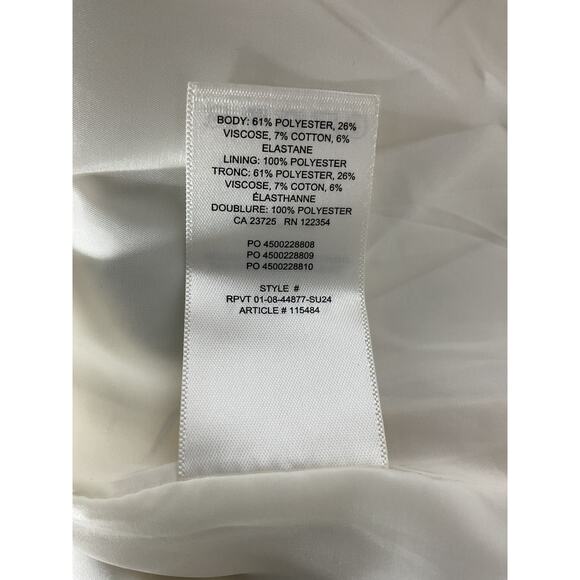 BODY: 61% POLYESTER, 26%
VISCOSE, 7% COTTON, 6%
ELASTANE
LINING: 100% POLYESTER
TRONC: 61% POLYESTER, 26%
VISCOSE, 7% COTON, 6%
ÉLASTHANNE
DOUBLURE: 100% POLYESTER
CA 23725 RN 122354
PO 4500228808
PO 4500228809
PO 4500228810
STYLE #
RPVT 01-08-44877-SU24
ARTICLE # 115484